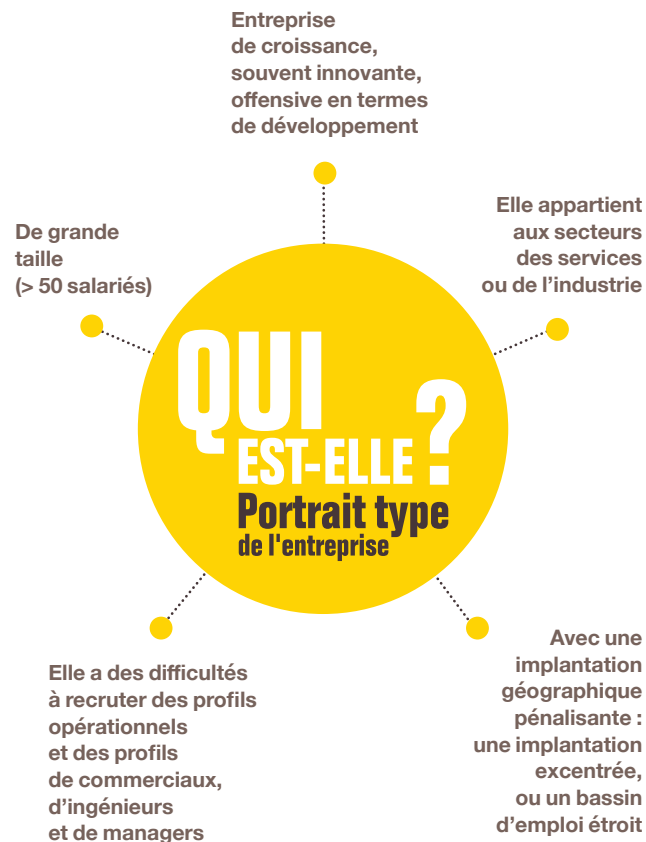 Entreprise
de croissance,
souvent innovante,
offensive en termes
de développement
De grande
taille
(> 50 salariés)
Elle appartient
aux secteurs
des services
ou de l’industrie
QUI
EST-ELLE ?
Portrait type
de l'entreprise
Elle a des difficultés
à recruter des profils
opérationnels
et des profils
de commerciaux,
d’ingénieurs
et de managers
Avec une
implantation
géographique
pénalisante :
une implantation
excentrée,
ou un bassin
d’emploi étroit